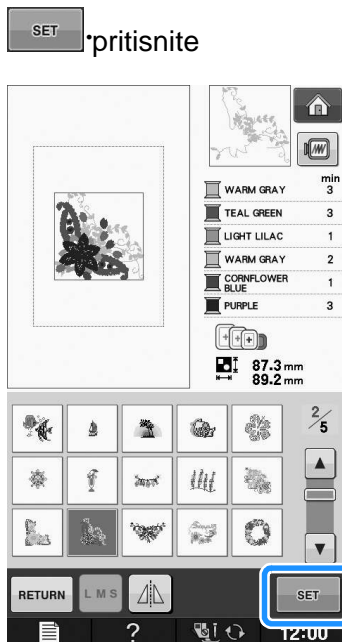 SET
·pritisnite
min
WARM GRAY 3
TEAL GREEN 3
LIGHT LILAC 1
WARM GRAY 2
CORNFLOWER
BLUE 1
PURPLE 3
87.3 mm
89.2 mm
2/5
RETURN L M S SET
? 12:00